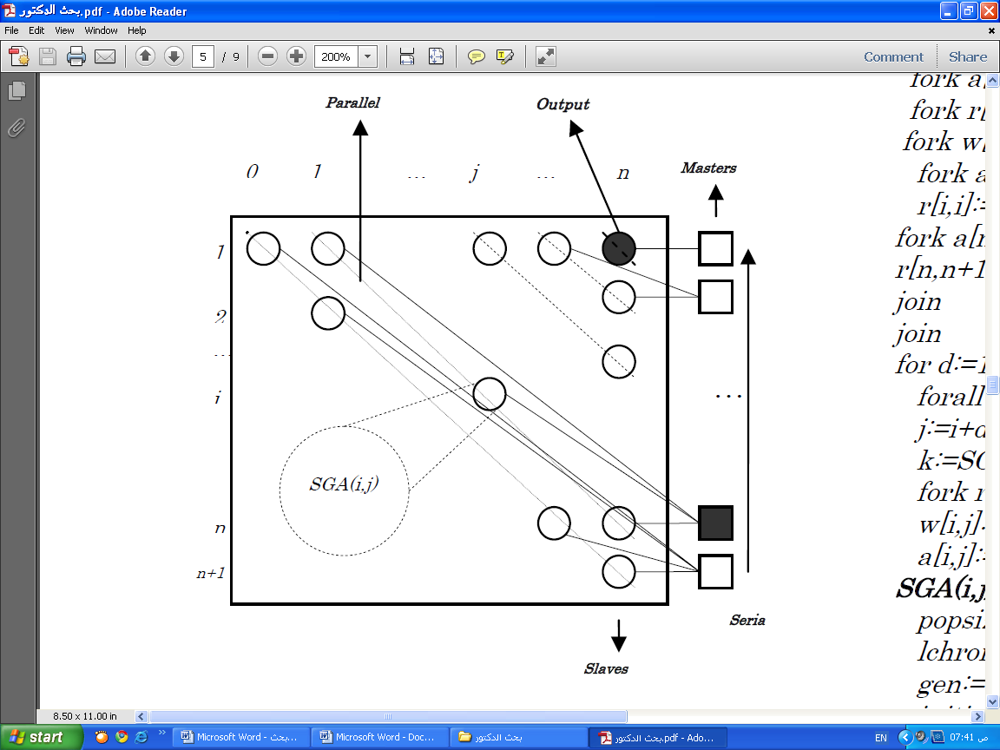 بحث الدكتور.pdf - Adobe Reader
File Edit View Window Help
5 / 9 200% Comment Share
Parallel
Output
Masters
0 1 ... j ... n
1
2
...
i
...
SGA(i,j)
n
n+1
Seria
Slaves
fork a[
fork r[
fork w[
fork a
r[i,i]:=
fork a[n
r[n,n+1
join
join
for d:=1
forall
j:=i+d
k:=SG
fork r
w[i,j]:
a[i,j]:=
SGA(i,j
popsiz
lchrom
gen:=
8.50 x 11.00 in
start
Microsoft Word - بحث...
Microsoft Word - Doc...
بحث الدكتور
بحث الدكتور.pdf - Ado...
EN
07:41 ص